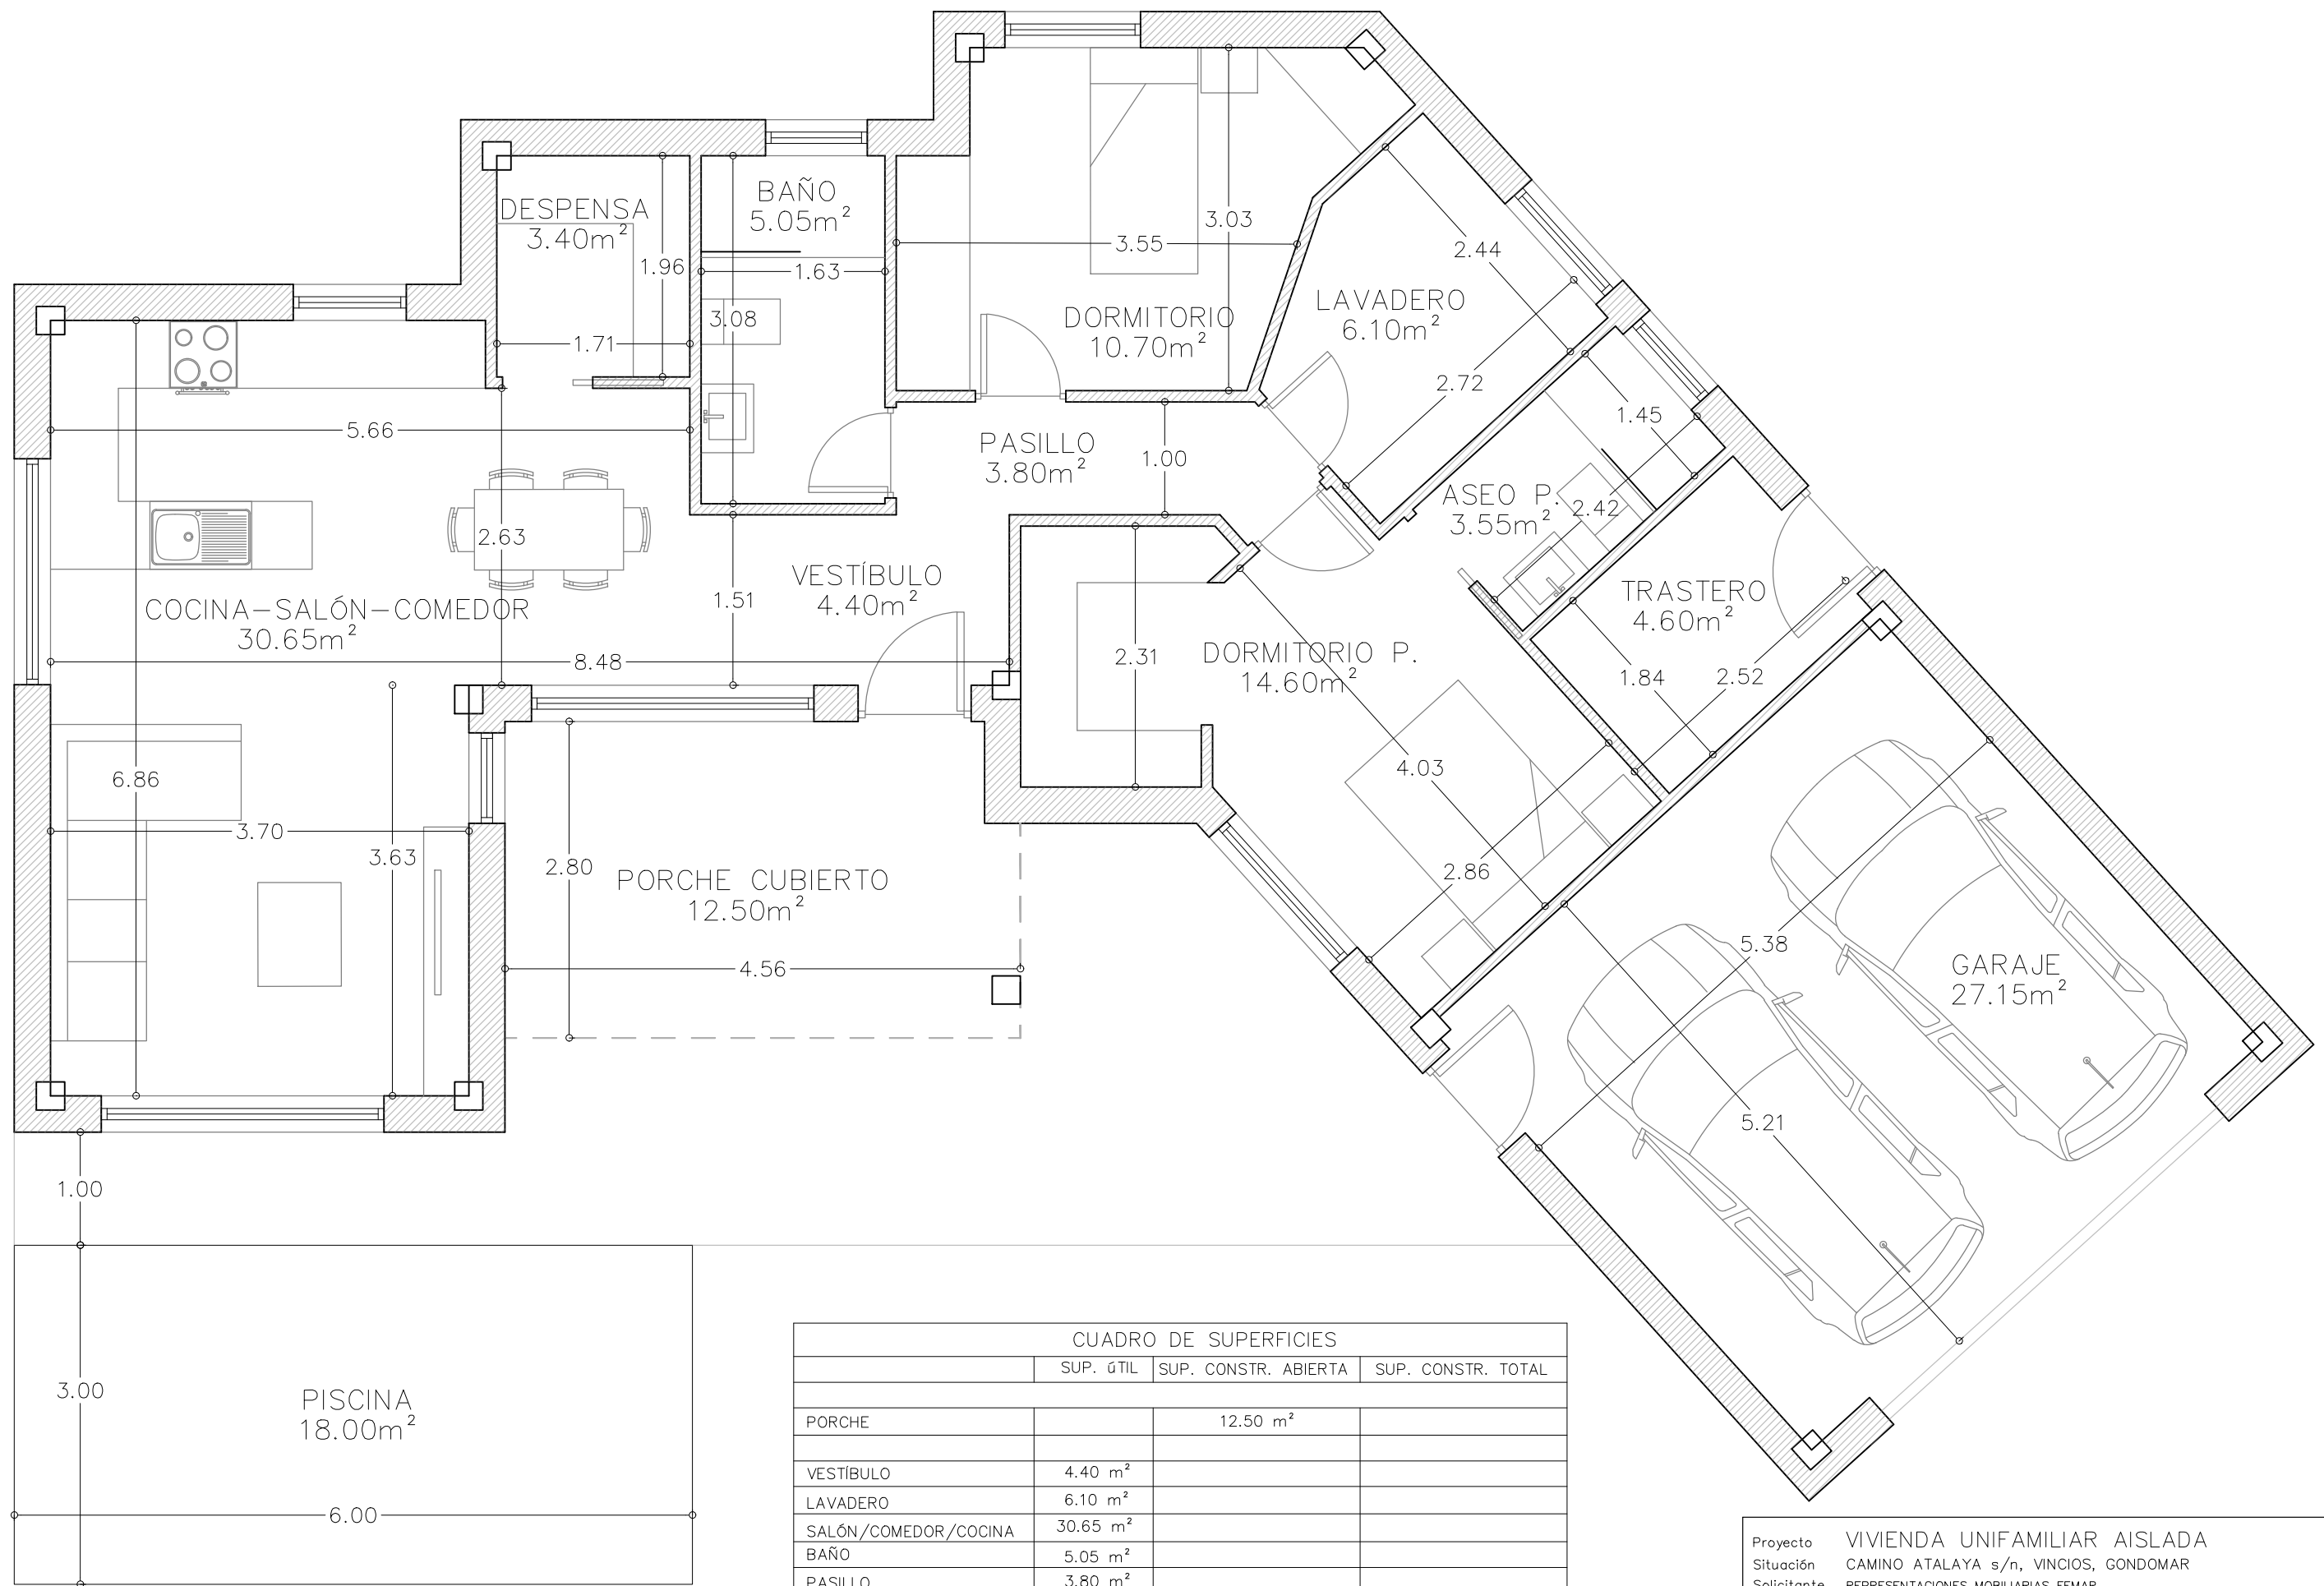 DESPENSA
3.40m²
BAÑO
5.05m²
1.96
1.63
3.08
1.71
3.55
3.03
DORMITORIO
10.70m²
2.44
LAVADERO
6.10m²
2.72
1.45
5.66
PASILLO
3.80m²
1.00
ASEO P.
3.55m²
2.42
2.63
COCINA-SALÓN-COMEDOR
30.65m²
VESTÍBULO
4.40m²
1.51
8.48
2.31
DORMITORIO P.
14.60m²
TRASTERO
4.60m²
1.84
2.52
6.86
3.70
3.63
2.80
PORCHE CUBIERTO
12.50m²
4.56
4.03
2.86
5.38
GARAJE
27.15m²
5.21
1.00
3.00
PISCINA
18.00m²
6.00
CUADRO DE SUPERFICIES
SUP. úTIL SUP. CONSTR. ABIERTA SUP. CONSTR. TOTAL
PORCHE 12.50 m²
VESTÍBULO 4.40 m²
LAVADERO 6.10 m²
SALÓN/COMEDOR/COCINA 30.65 m²
BAÑO 5.05 m²
PASILLO 3.80 m²
Proyecto VIVIENDA UNIFAMILIAR AISLADA
Situación CAMINO ATALAYA s/n, VINCIOS, GONDOMAR
Solicitante REPRESENTACIONES MOBILIARIAS FEMAR